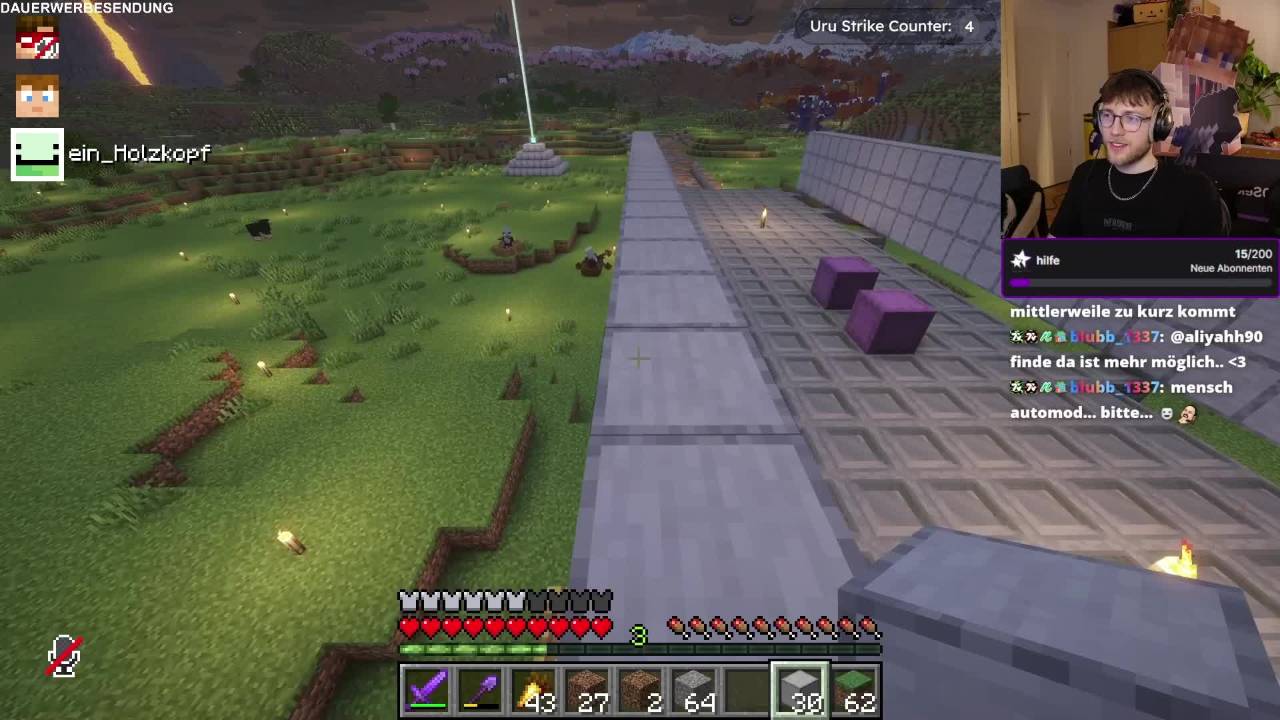 DAUERWERBESENDUNG
Uru Strike Counter: 4
ein_Holzkopf
hilfe
15/200
Neue Abonnenten
mittlerweile zu kurz kommt
blubb_1337: @aliyahh90
finde da ist mehr möglich.. <3
blubb_1337: mensch
automod... bitte...
3
43
27
2
64
30
62